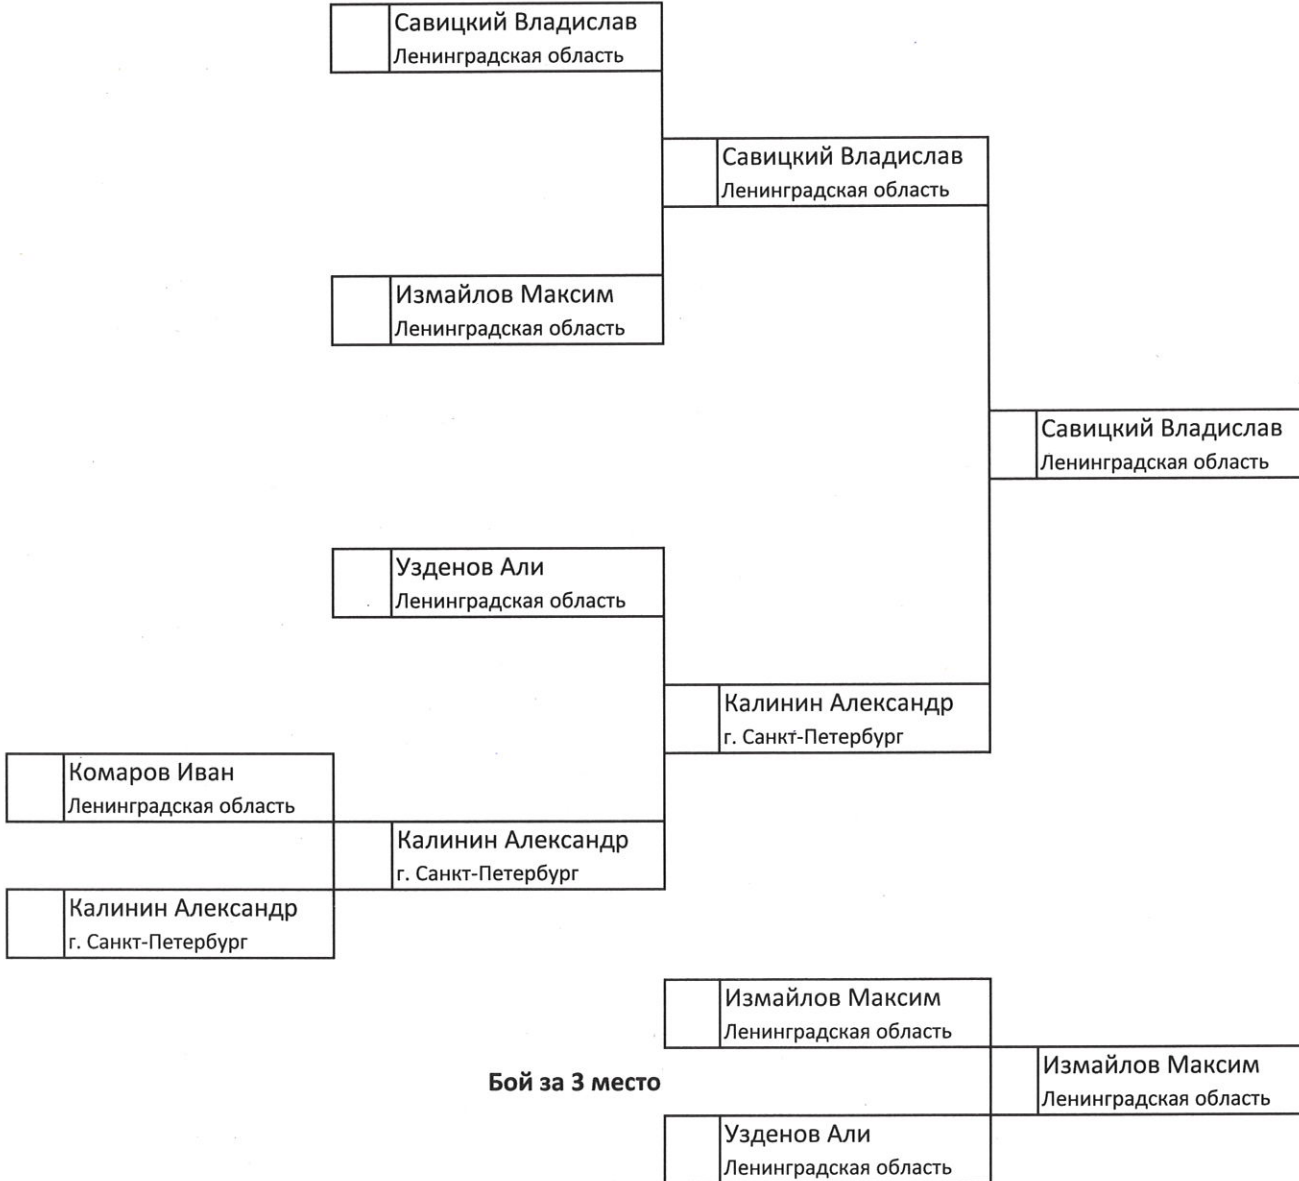 Савицкий Владислав
Ленинградская область
Савицкий Владислав
Ленинградская область
Измайлов Максим
Ленинградская область
Савицкий Владислав
Ленинградская область
Узденов Али
Ленинградская область
Калинин Александр
г. Санкт-Петербург
Комаров Иван
Ленинградская область
Калинин Александр
г. Санкт-Петербург
Калинин Александр
г. Санкт-Петербург
Измайлов Максим
Ленинградская область
Бой за 3 место
Измайлов Максим
Ленинградская область
Узденов Али
Ленинградская область